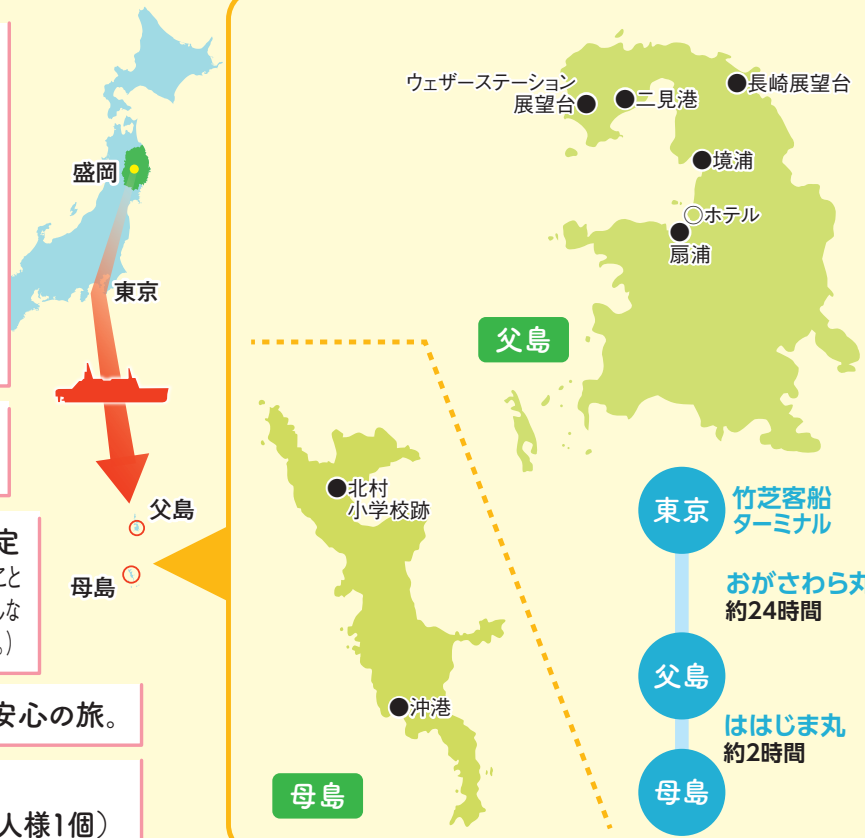 盛岡
東京
父島
母島
定
こと
な
)
安心の旅。
人様1個)
ウェザーステーション
展望台
二見港
長崎展望台
境浦
ホテル
扇浦
父島
北村
小学校跡
沖港
母島
東京
竹芝客船
ターミナル
おがさわら丸
約24時間
父島
ははじま丸
約2時間
母島